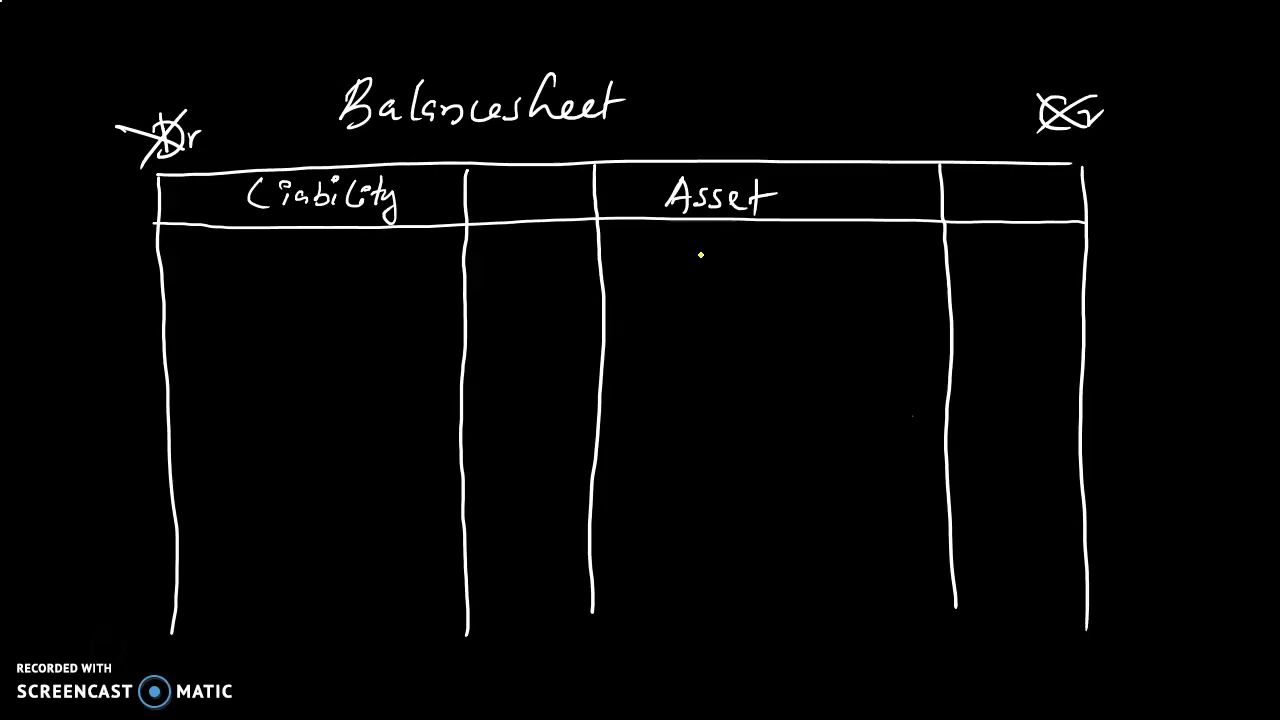 Balancesheet
Dr Cr
Liability Asset
RECORDED WITH
SCREENCAST MATIC